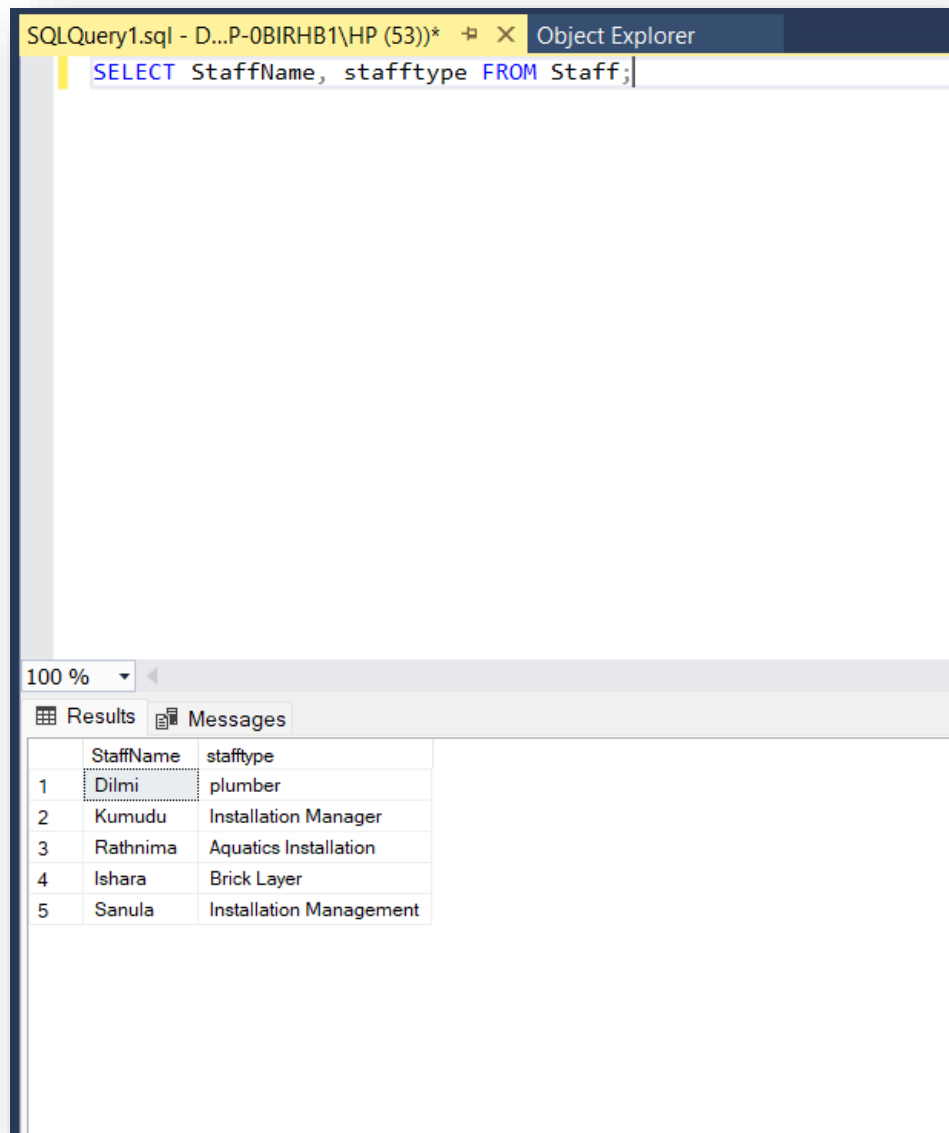 SQLQuery1.sql - D...P-0BIRHB1\HP (53))* Object Explorer
SELECT StaffName, stafftype FROM Staff;
100 %
Results Messages
StaffName stafftype
1 Dilmi plumber
2 Kumudu Installation Manager
3 Rathnima Aquatics Installation
4 Ishara Brick Layer
5 Sanula Installation Management